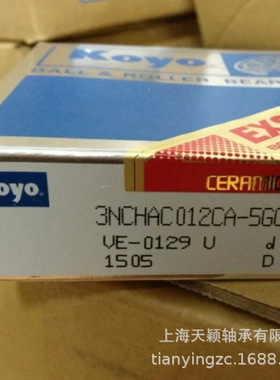 Koyo
BALL & ROLLER BEAR
EXS
CERAMIC
Koyo.
3NCHAC012CA-5G
VE-0129 U d
1505 D
上海天颖轴承有限
tianyingzc.1688.